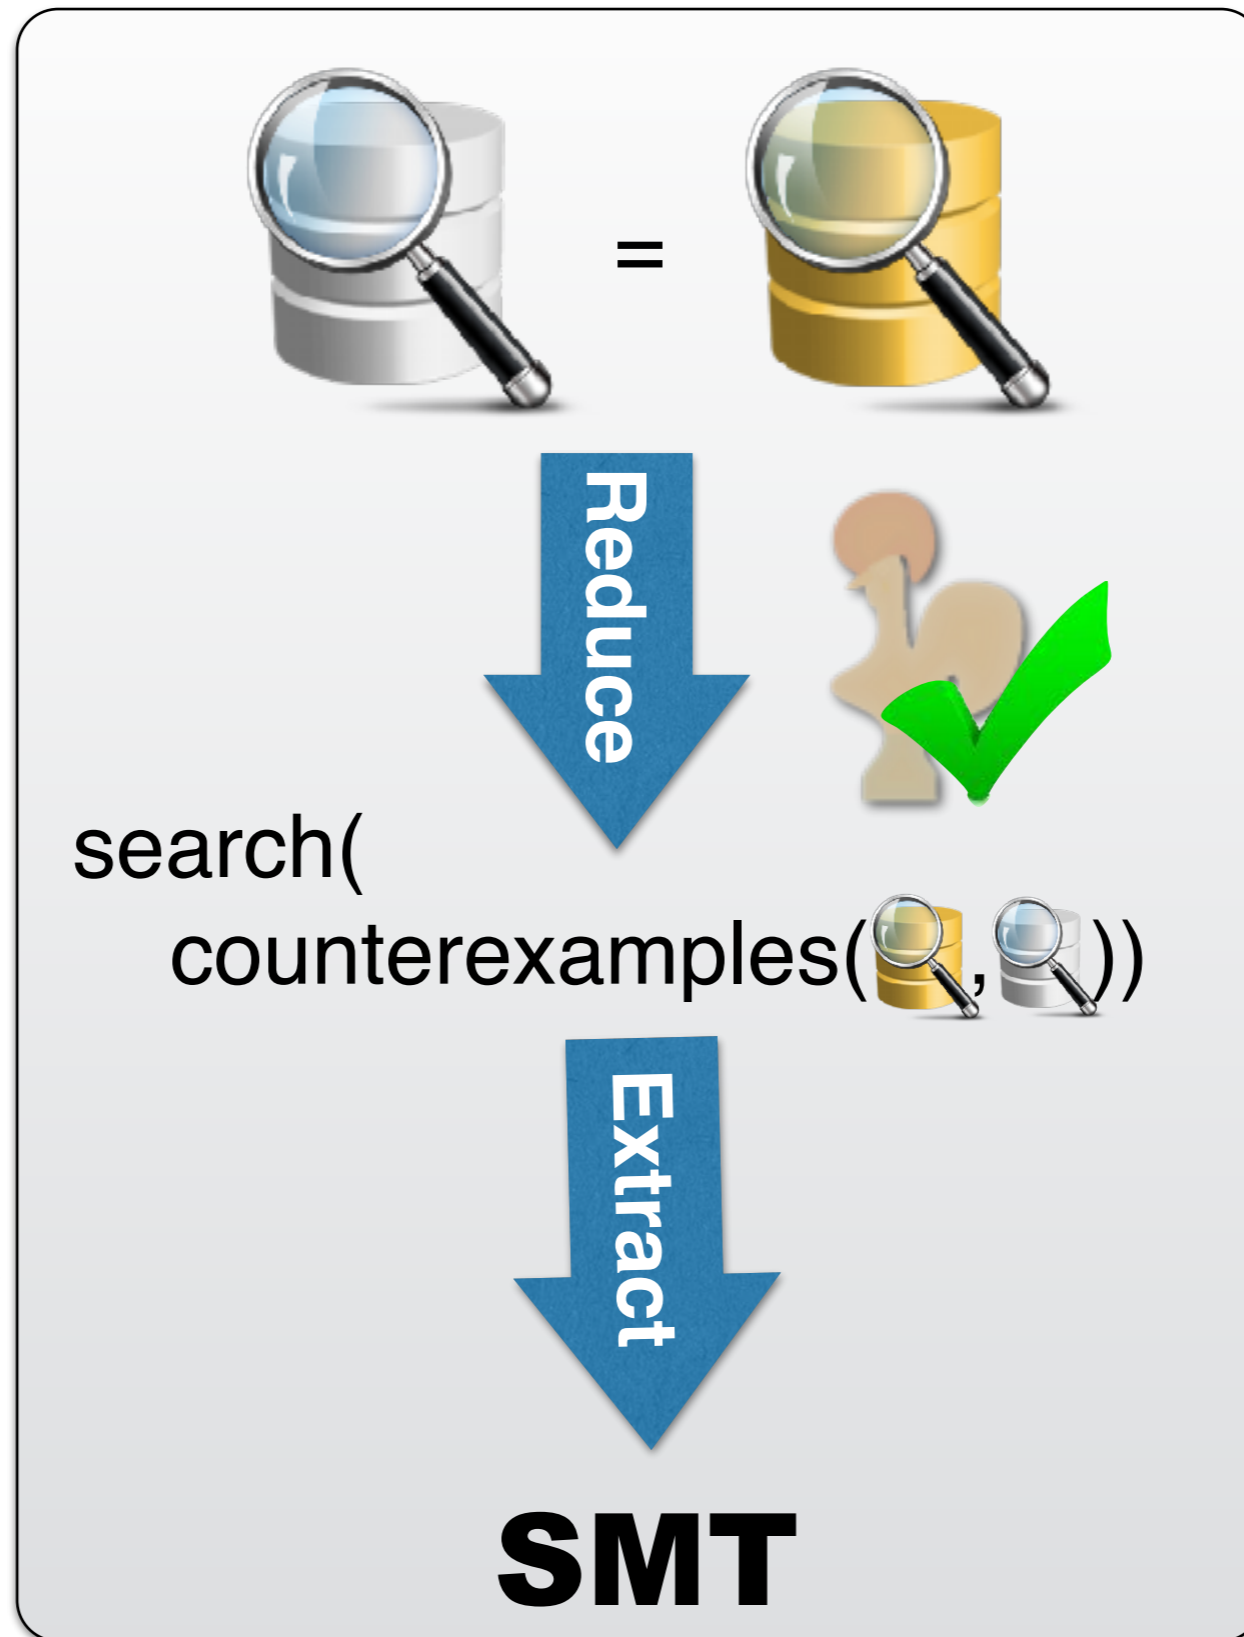 =
Reduce
search(
counterexamples( , ))
Extract
SMT